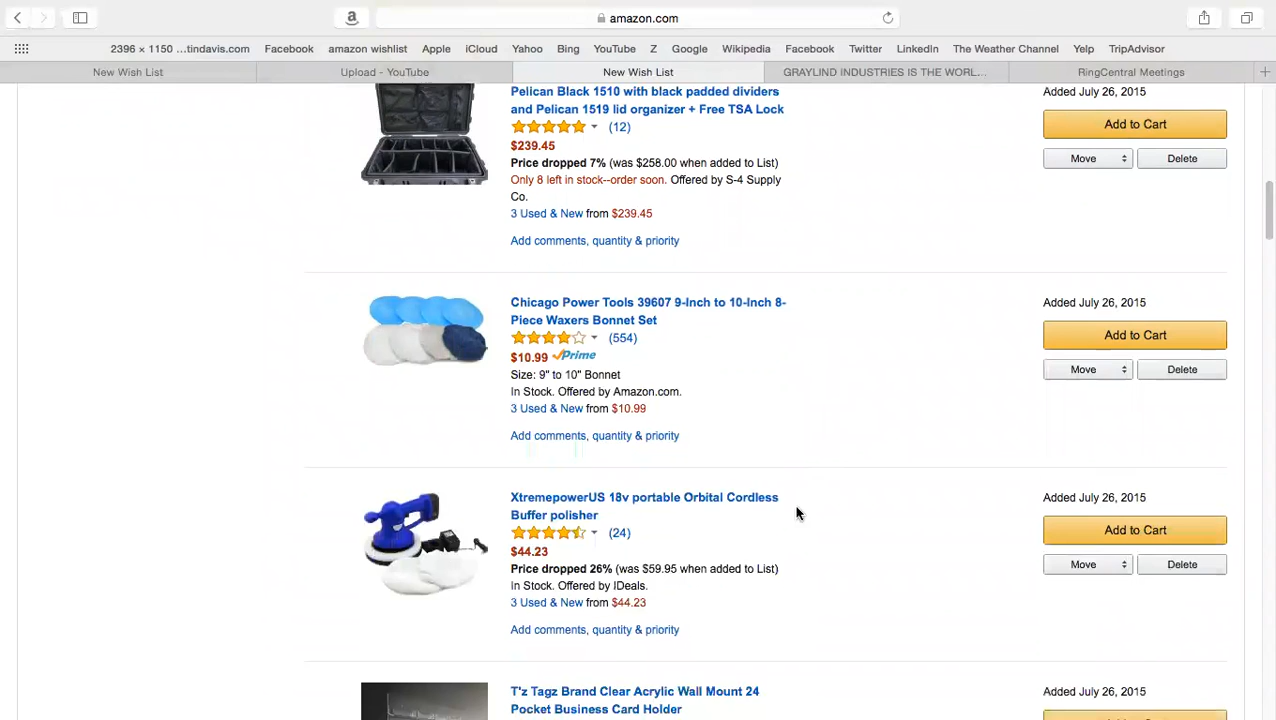 amazon.com
2396 × 1150 ...tindavis.com Facebook amazon wishlist Apple iCloud Yahoo Bing YouTube Z Google Wikipedia Facebook Twitter LinkedIn The Weather Channel Yelp TripAdvisor
New Wish List Upload - YouTube New Wish List GRAYLIND INDUSTRIES IS THE WORL... RingCentral Meetings
Pelican Black 1510 with black padded dividers
and Pelican 1519 lid organizer + Free TSA Lock
(12)
$239.45
Price dropped 7% (was $258.00 when added to List)
Only 8 left in stock--order soon. Offered by S-4 Supply
Co.
3 Used & New from $239.45
Add comments, quantity & priority
Added July 26, 2015
Add to Cart
Move Delete
Chicago Power Tools 39607 9-Inch to 10-Inch 8-
Piece Waxers Bonnet Set
(554)
$10.99 Prime
Size: 9" to 10" Bonnet
In Stock. Offered by Amazon.com.
3 Used & New from $10.99
Add comments, quantity & priority
Added July 26, 2015
Add to Cart
Move Delete
XtremepowerUS 18v portable Orbital Cordless
Buffer polisher
(24)
$44.23
Price dropped 26% (was $59.95 when added to List)
In Stock. Offered by IDeals.
3 Used & New from $44.23
Add comments, quantity & priority
Added July 26, 2015
Add to Cart
Move Delete
T'z Tagz Brand Clear Acrylic Wall Mount 24
Pocket Business Card Holder
Added July 26, 2015